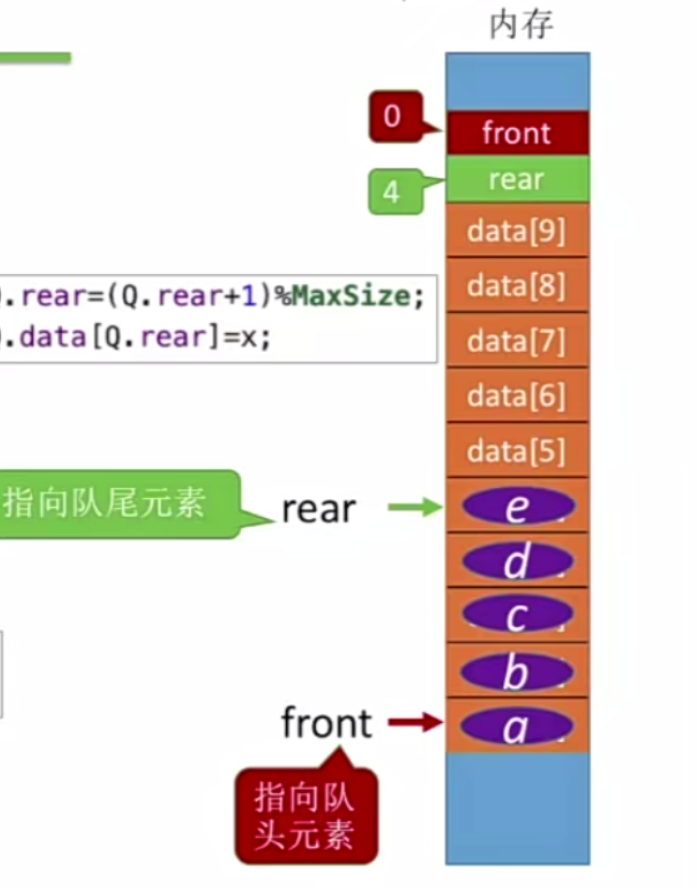 内存
0
front
4
rear
data[9]
.rear=(Q.rear+1)%MaxSize;
data[8]
.data[Q.rear]=x;
data[7]
data[6]
data[5]
指向队尾元素
rear
e
d
c
b
front
a
指向队
头元素